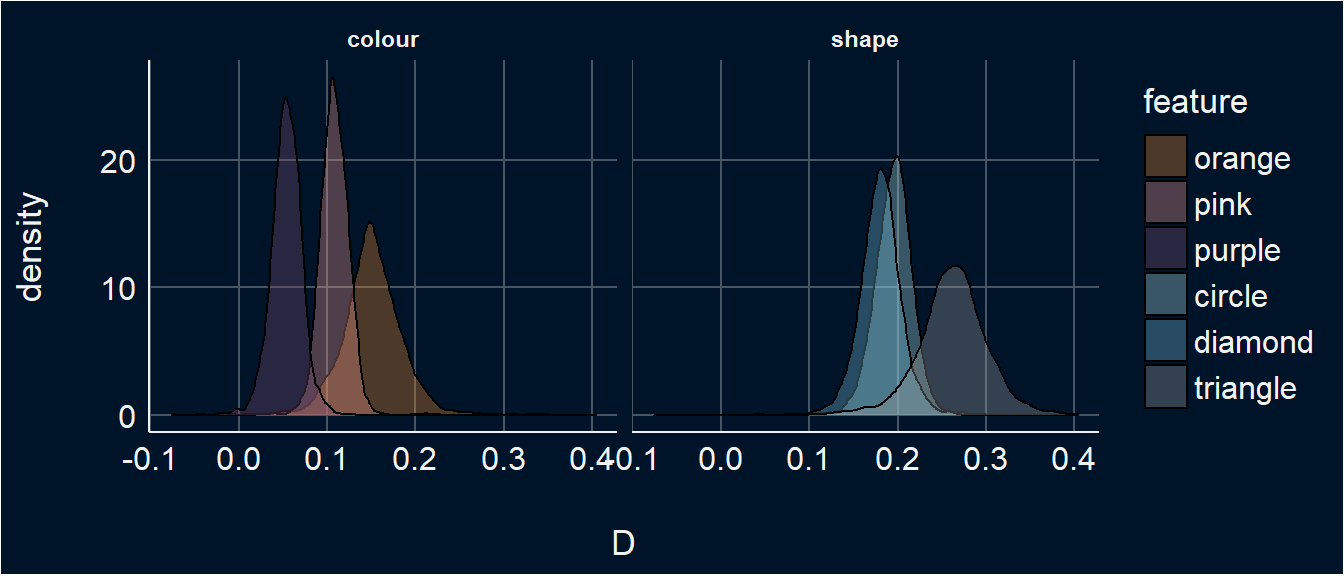 colour
shape
density
20
10
0
-0.1 0.0 0.1 0.2 0.3 0.4
-0.1 0.0 0.1 0.2 0.3 0.4
D
feature
orange
pink
purple
circle
diamond
triangle